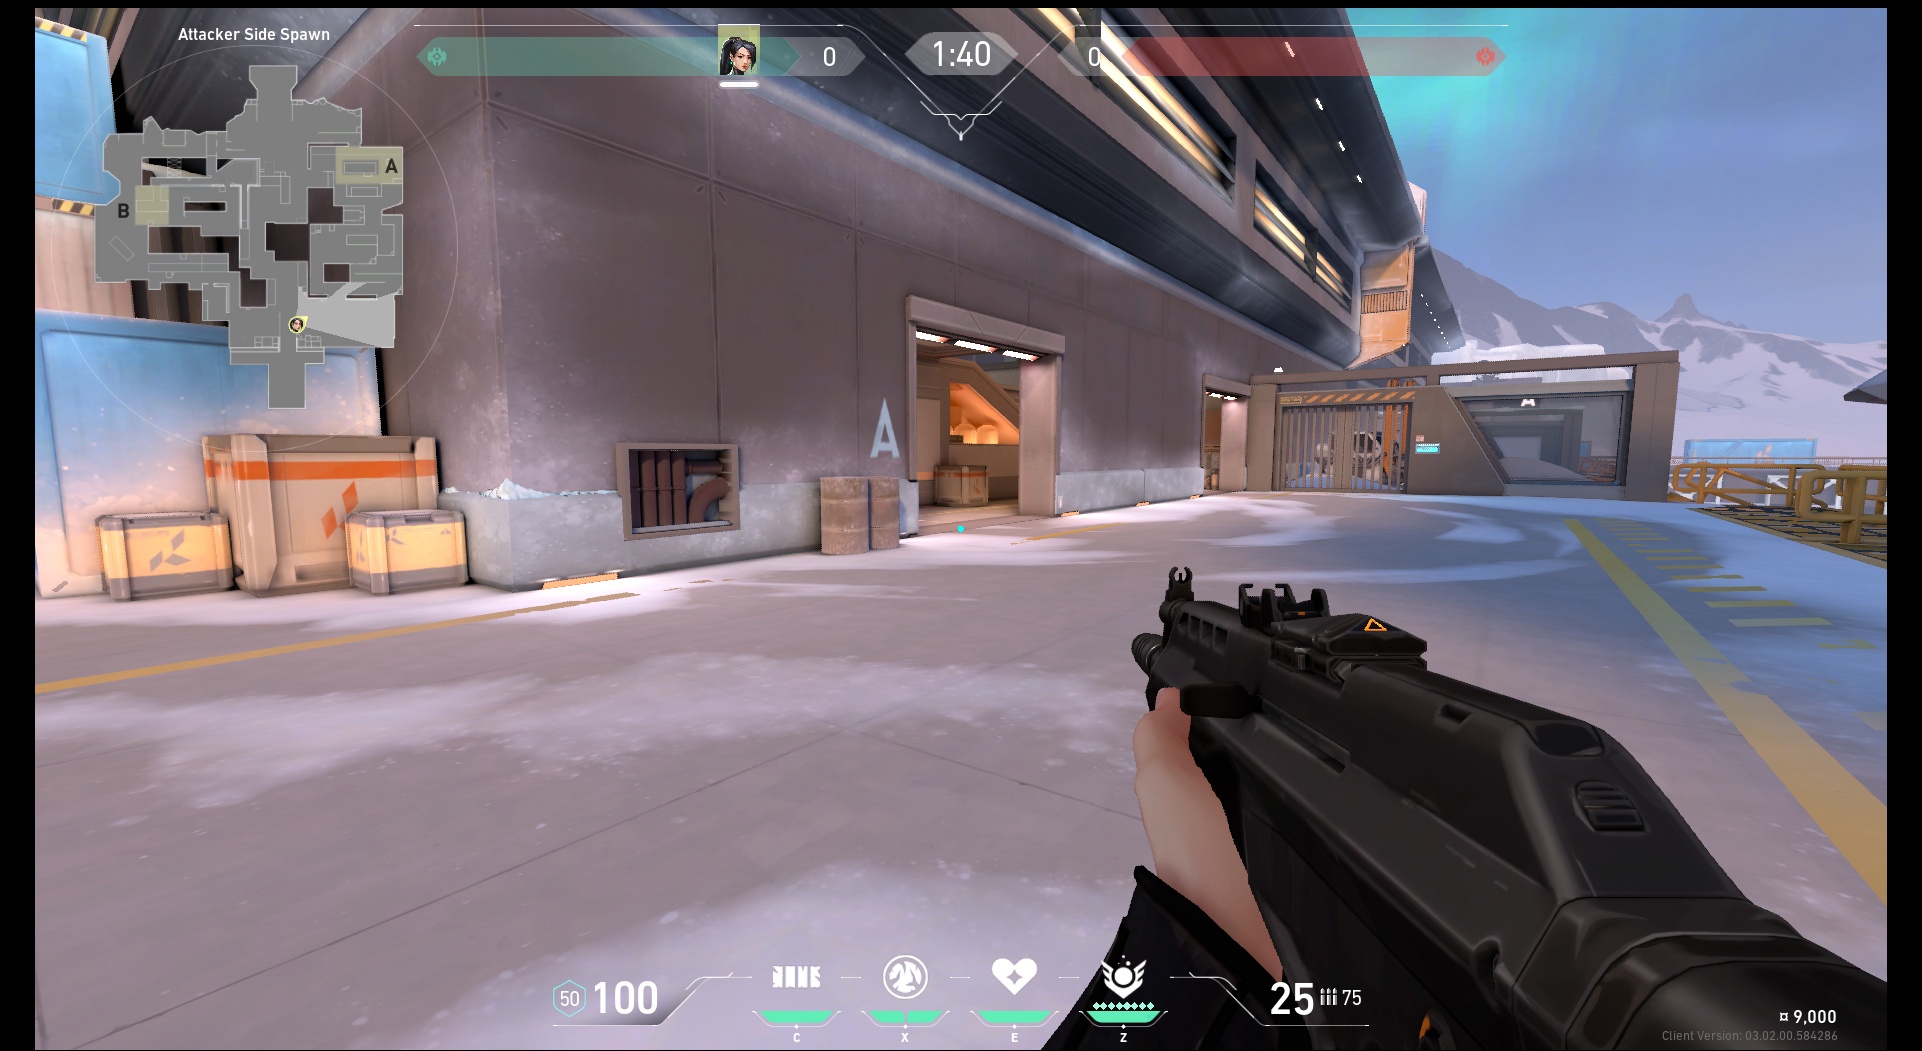 Attacker Side Spawn
0
1:40
0
A
B
A
50
100
25
75
C
X
E
Z
¤ 9,000
Client Version: 03.02.00.584286